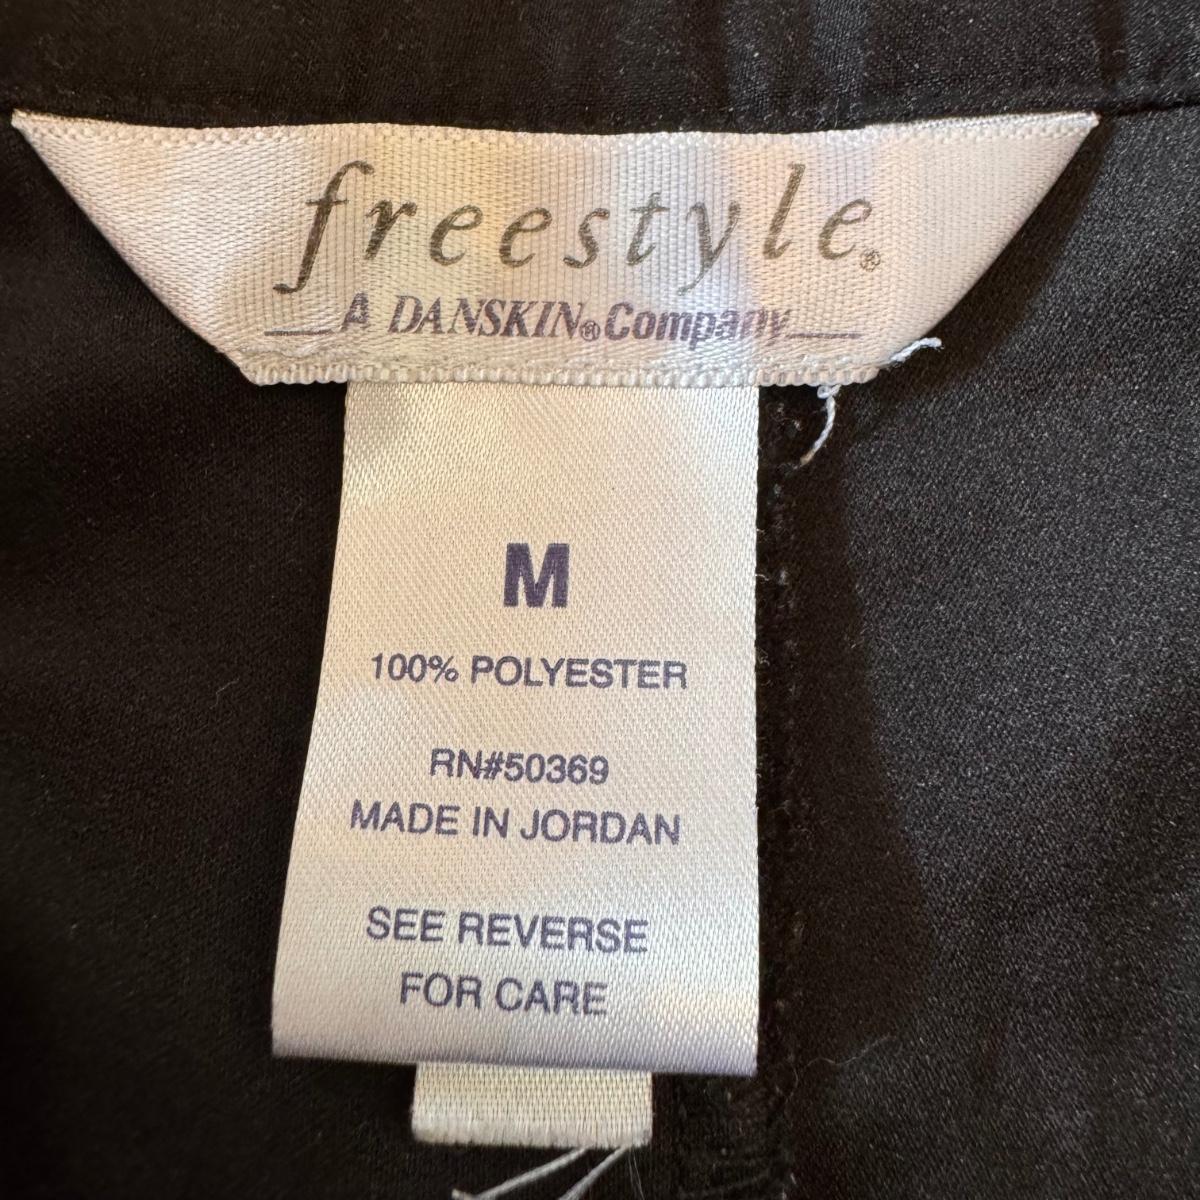 freestyle®
A DANSKIN® Company
M
100% POLYESTER
RN#50369
MADE IN JORDAN
SEE REVERSE
FOR CARE